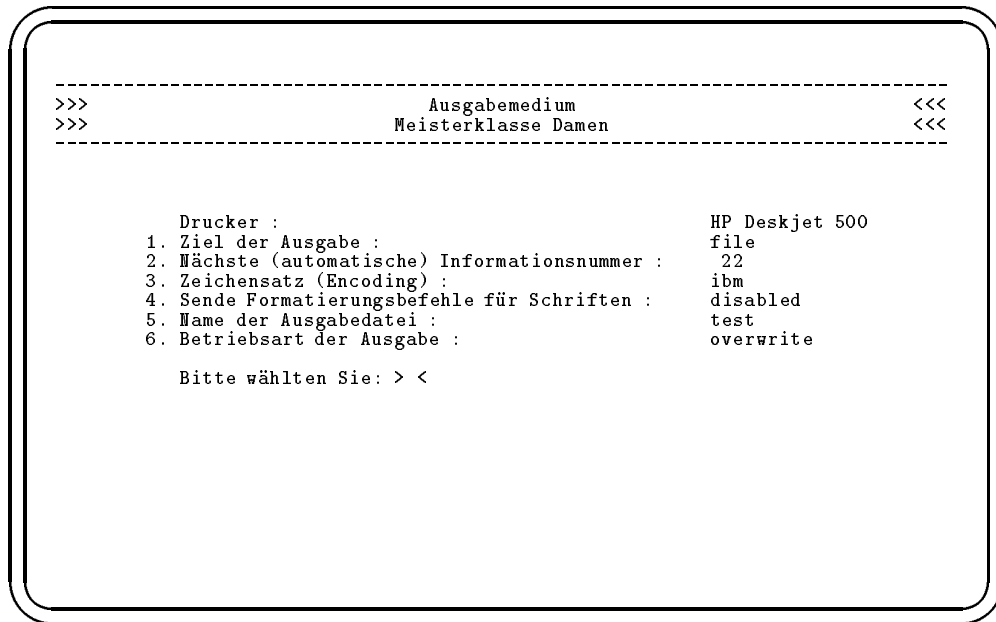 --------------------------------------------------------------------------------
>>> Ausgabemedium <<<
>>> Meisterklasse Damen <<<
--------------------------------------------------------------------------------
Drucker : HP Deskjet 500
1. Ziel der Ausgabe : file
2. Nächste (automatische) Informationsnummer : 22
3. Zeichensatz (Encoding) : ibm
4. Sende Formatierungsbefehle für Schriften : disabled
5. Name der Ausgabedatei : test
6. Betriebsart der Ausgabe : overwrite
Bitte wählten Sie: > <